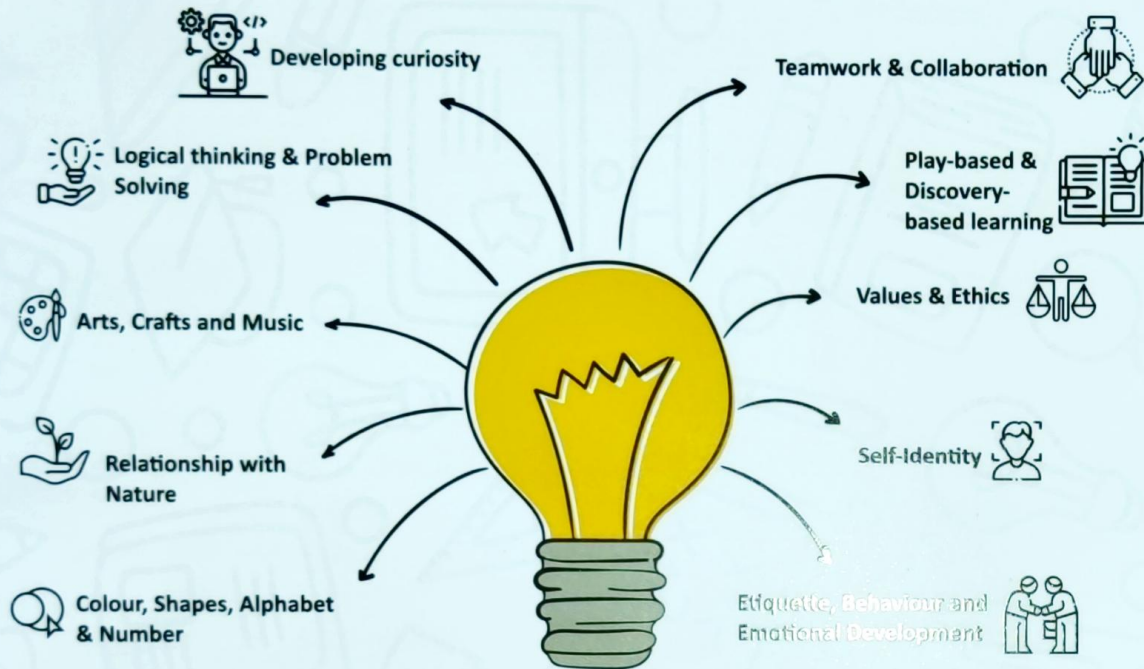 Developing curiosity
Logical thinking & Problem
Solving
Arts, Crafts and Music
Relationship with
Nature
Colour, Shapes, Alphabet
& Number
Teamwork & Collaboration
Play-based &
Discovery-
based learning
Values & Ethics
Self-Identity
Etiquette, Behaviour and
Emotional Development